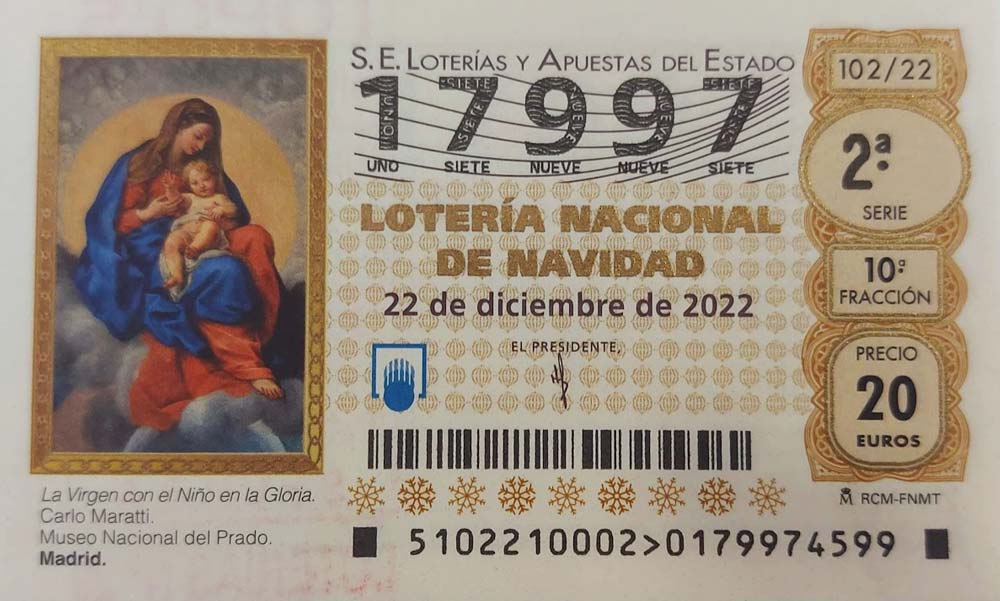 S.E. LOTERÍAS Y APUESTAS DEL ESTADO
17997
UNO SIETE NUEVE NUEVE SIETE
LOTERÍA NACIONAL
DE NAVIDAD
22 de diciembre de 2022
EL PRESIDENTE,
102/22
2ª
SERIE
10ª
FRACCIÓN
PRECIO
20
EUROS
RCM-FNMT
5102210002>0179974599
La Virgen con el Niño en la Gloria.
Carlo Maratti.
Museo Nacional del Prado.
Madrid.